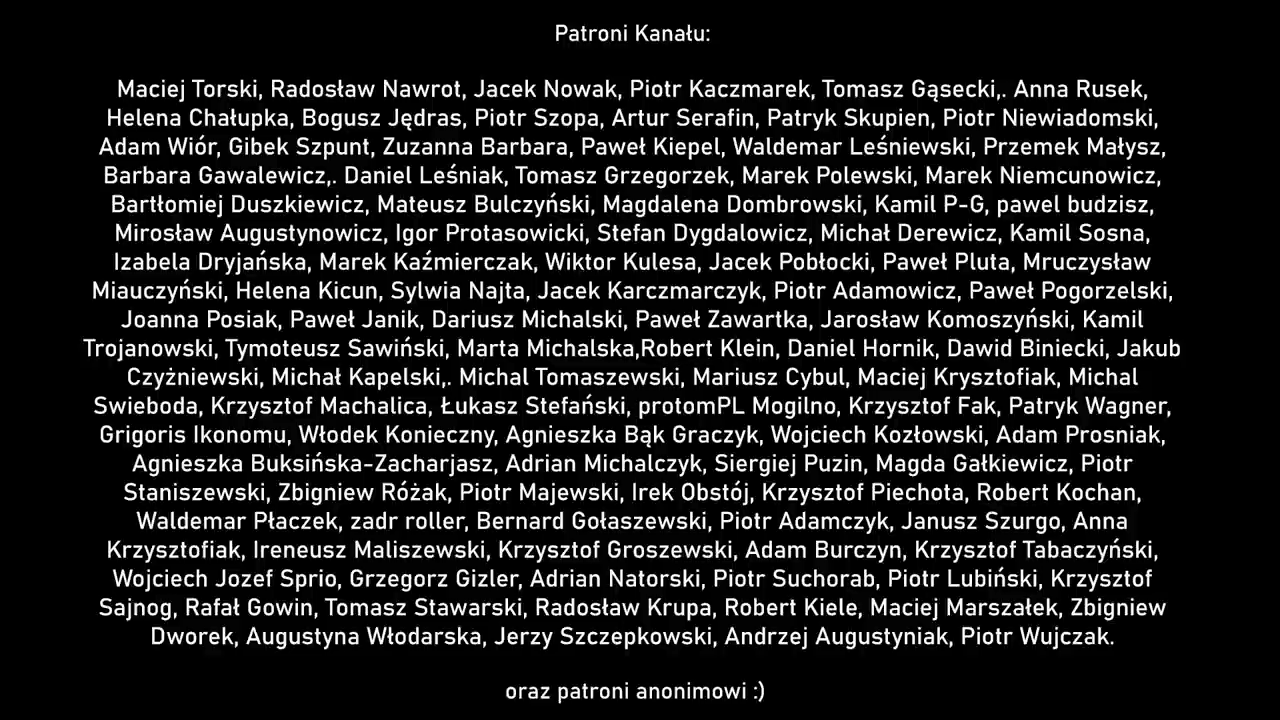 Patroni Kanału:
Maciej Torski, Radosław Nawrot, Jacek Nowak, Piotr Kaczmarek, Tomasz Gąsecki,. Anna Rusek,
Helena Chałupka, Bogusz Jędras, Piotr Szopa, Artur Serafin, Patryk Skupien, Piotr Niewiadomski,
Adam Wiór, Gibek Szpunt, Zuzanna Barbara, Paweł Kiepel, Waldemar Leśniewski, Przemek Małysz,
Barbara Gawalewicz,. Daniel Leśniak, Tomasz Grzegorzek, Marek Polewski, Marek Niemcunowicz,
Bartłomiej Duszkiewicz, Mateusz Bulczyński, Magdalena Dombrowski, Kamil P-G, pawel budzisz,
Mirosław Augustynowicz, Igor Protasowicki, Stefan Dygdalowicz, Michał Derewicz, Kamil Sosna,
Izabela Dryjańska, Marek Kaźmierczak, Wiktor Kulesa, Jacek Pobłocki, Paweł Pluta, Mruczysław
Miauczyński, Helena Kicun, Sylwia Najta, Jacek Karczmarczyk, Piotr Adamowicz, Paweł Pogorzelski,
Joanna Posiak, Paweł Janik, Dariusz Michalski, Paweł Zawartka, Jarosław Komoszyński, Kamil
Trojanowski, Tymoteusz Sawiński, Marta Michalska,Robert Klein, Daniel Hornik, Dawid Biniecki, Jakub
Czyżniewski, Michał Kapelski,. Michal Tomaszewski, Mariusz Cybul, Maciej Krysztofiak, Michal
Swieboda, Krzysztof Machalica, Łukasz Stefański, protomPL Mogilno, Krzysztof Fak, Patryk Wagner,
Grigoris Ikonomu, Włodek Konieczny, Agnieszka Bąk Graczyk, Wojciech Kozłowski, Adam Prosniak,
Agnieszka Buksińska-Zacharjasz, Adrian Michalczyk, Siergiej Puzin, Magda Gałkiewicz, Piotr
Staniszewski, Zbigniew Różak, Piotr Majewski, Irek Obstój, Krzysztof Piechota, Robert Kochan,
Waldemar Płaczek, zadr roller, Bernard Gołaszewski, Piotr Adamczyk, Janusz Szurgo, Anna
Krzysztofiak, Ireneusz Maliszewski, Krzysztof Groszewski, Adam Burczyn, Krzysztof Tabaczyński,
Wojciech Jozef Sprio, Grzegorz Gizler, Adrian Natorski, Piotr Suchorab, Piotr Lubiński, Krzysztof
Sajnog, Rafał Gowin, Tomasz Stawarski, Radosław Krupa, Robert Kiele, Maciej Marszałek, Zbigniew
Dworek, Augustyna Włodarska, Jerzy Szczepkowski, Andrzej Augustyniak, Piotr Wujczak.
oraz patroni anonimowi :)